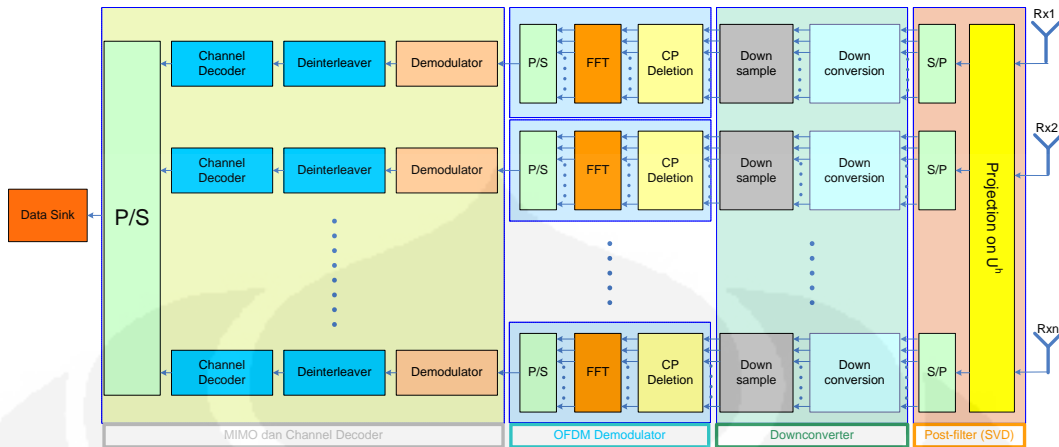 Rx1
P/S
Channel
Decoder
Deinterleaver
Demodulator
P/S
FFT
CP
Deletion
Down
sample
Down
conversion
S/P
Projection on U^h
Rx2
Channel
Decoder
Deinterleaver
Demodulator
P/S
FFT
CP
Deletion
Down
sample
Down
conversion
S/P
Data Sink
Rxn
Channel
Decoder
Deinterleaver
Demodulator
P/S
FFT
CP
Deletion
Down
sample
Down
conversion
S/P
MIMO dan Channel Decoder
OFDM Demodulator
Downconverter
Post-filter (SVD)